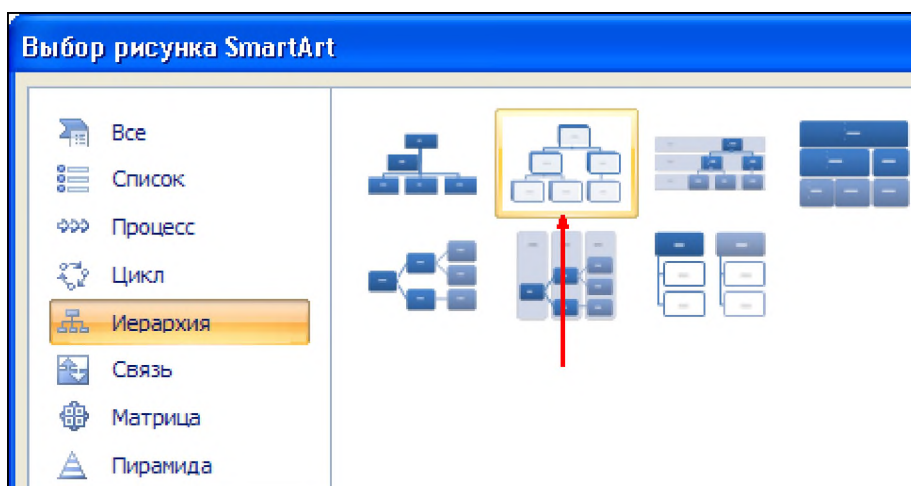 Выбор рисунка SmartArt
Все
Список
Процесс
Цикл
Иерархия
Связь
Матрица
Пирамида